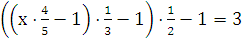 ((x · 4/5 − 1) · 1/3 − 1) · 1/2 − 1 = 3